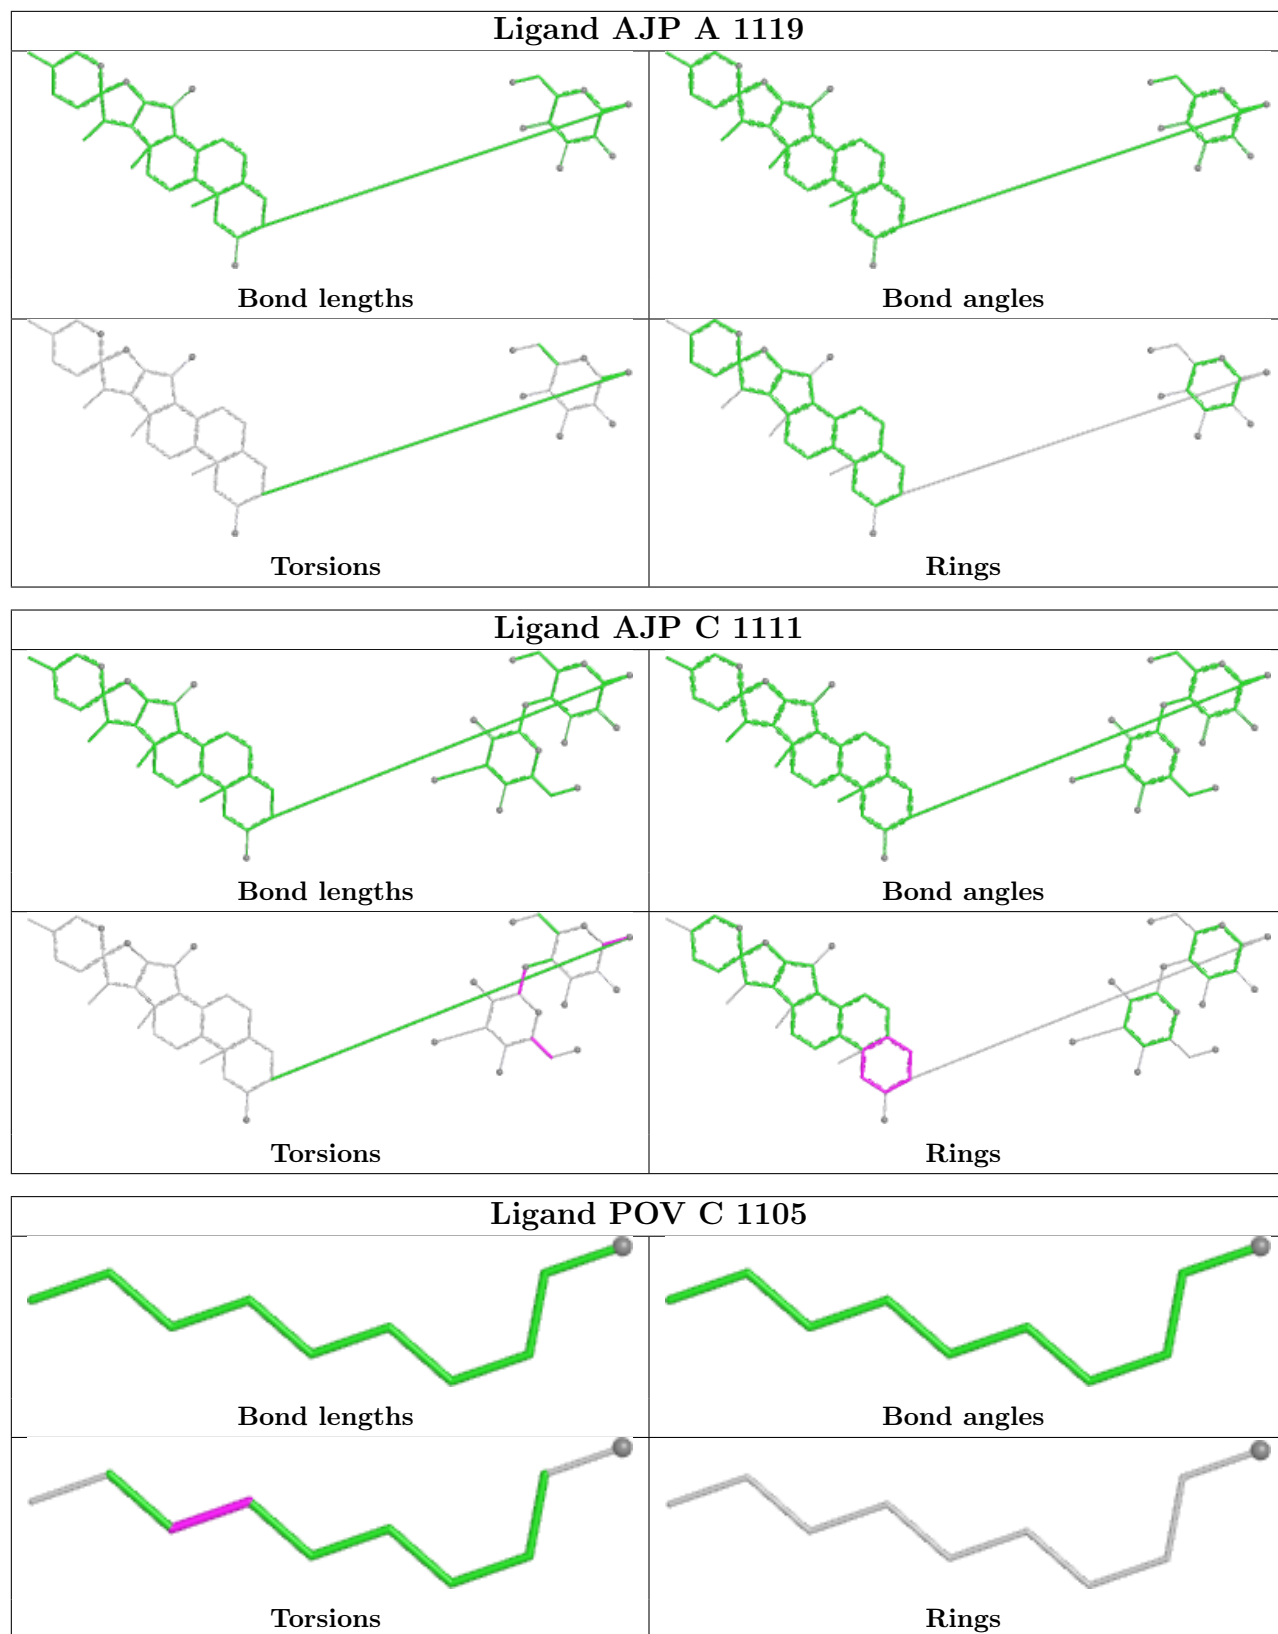 Ligand AJP A 1119
Bond lengths
Bond angles
Torsions
Rings
Ligand AJP C 1111
Bond lengths
Bond angles
Torsions
Rings
Ligand POV C 1105
Bond lengths
Bond angles
Torsions
Rings